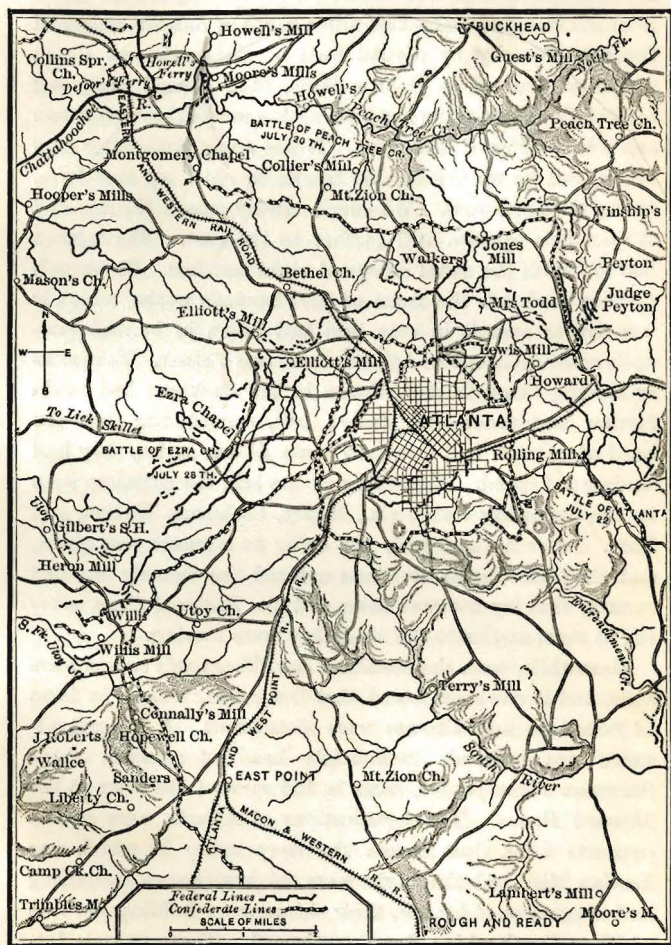 Howell's Mill
BUCKHEAD
Collins Spr.
Ch.
Howell's
Ferry
Guest's Mill
North Fk.
Defoor's Ferry
Moore's Mills
R.
Howell's
Peach Tree Cr.
Chattahoochee
EASTERN
AND WESTERN RAIL ROAD
BATTLE OF PEACH TREE CR.
JULY 20 TH.
Peach Tree Ch.
Montgomery Chapel
Collier's Mill
Mt.Zion Ch.
Hooper's Mills
Winship's
Walkers
Jones
Mill
Peyton
Mason's Ch.
Bethel Ch.
Judge
Peyton
Mrs Todd
Elliott's Mill
N
W
E
S
Elliott's Mill
Lewis Mill
Howard
Ezra Chapel
To Lick Skillet
ATLANTA
BATTLE OF EZRA CH.
JULY 28 TH.
Rolling Mill
BATTLE OF ATLANTA
JULY 22
Utoy Cr.
Gilbert's S.H.
Heron Mill
Willis
Utoy Ch.
Entrenchment Cr.
S. Fk. Utoy Cr.
Willis Mill
Terry's Mill
Connally's Mill
J Roberts
Hopewell Ch.
Wallce
Sanders
Liberty Ch.
ATLANTA AND WEST POINT R. R.
EAST POINT
Mt.Zion Ch.
South River
MACON & WESTERN R. R.
Camp Ck.Ch.
Trimbles M.
Federal Lines
Confederate Lines
SCALE OF MILES
0 1 2
Lambert's Mill
ROUGH AND READY
Moore's M.